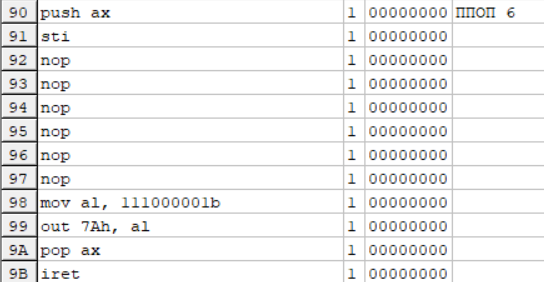 90 push ax 1 00000000 ППОП 6
91 sti 1 00000000
92 nop 1 00000000
93 nop 1 00000000
94 nop 1 00000000
95 nop 1 00000000
96 nop 1 00000000
97 nop 1 00000000
98 mov al, 111000001b 1 00000000
99 out 7Ah, al 1 00000000
9A pop ax 1 00000000
9B iret 1 00000000